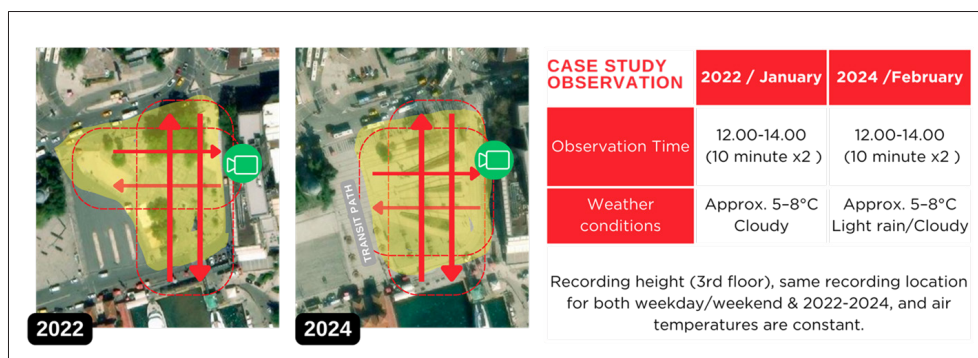 2022
TRANSIT PATH
2024
CASE STUDY
OBSERVATION
2022 / January
2024 /February
Observation Time
12.00-14.00
(10 minute x2 )
12.00-14.00
(10 minute x2 )
Weather
conditions
Approx. 5–8°C
Cloudy
Approx. 5–8°C
Light rain/Cloudy
Recording height (3rd floor), same recording location
for both weekday/weekend & 2022-2024, and air
temperatures are constant.